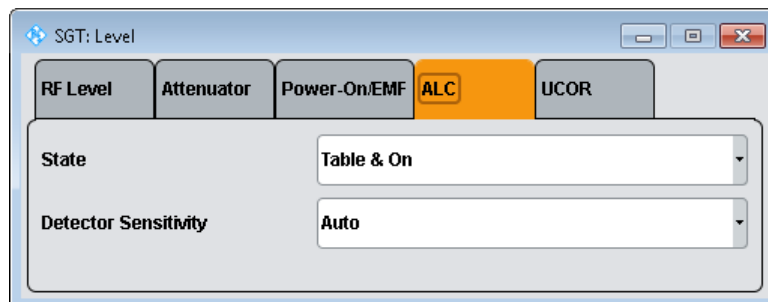 SGT: Level
RF Level Attenuator Power-On/EMF ALC UCOR
State Table & On
Detector Sensitivity Auto